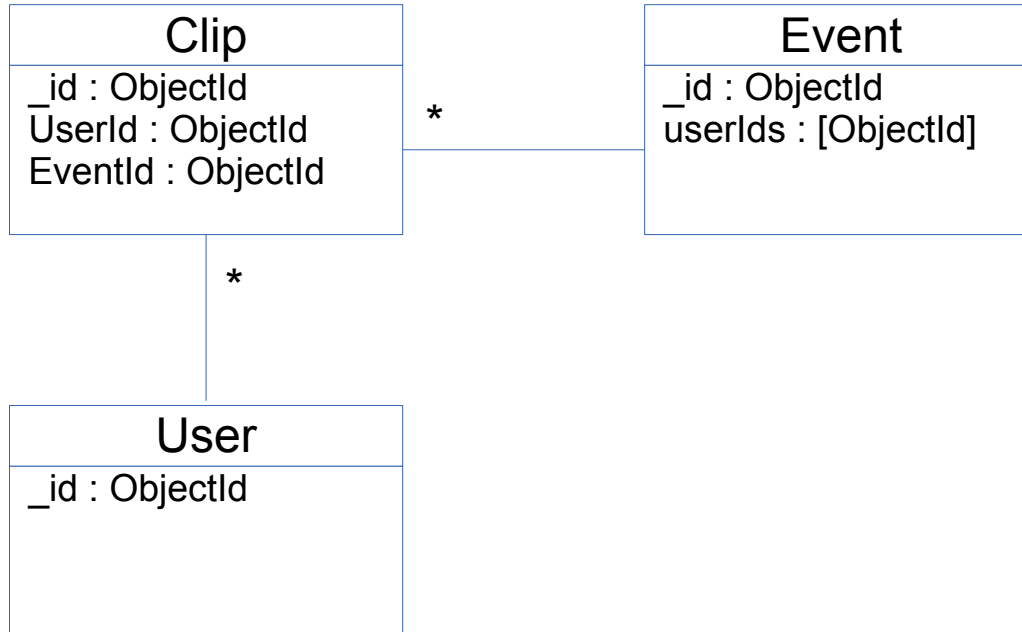 Clip
_id : ObjectId
UserId : ObjectId
EventId : ObjectId
*
Event
_id : ObjectId
userIds : [ObjectId]
*
User
_id : ObjectId